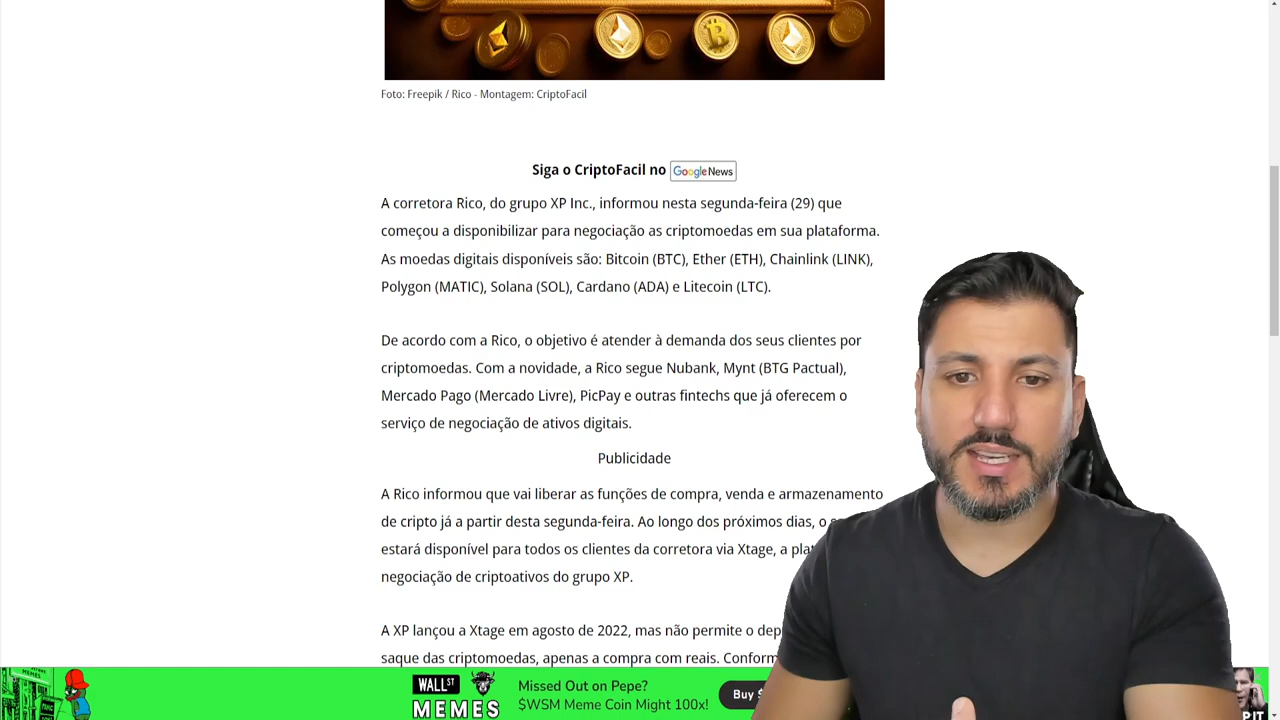 Foto: Freepik / Rico - Montagem: CriptoFacil
Siga o CriptoFacil no Google News
A corretora Rico, do grupo XP Inc., informou nesta segunda-feira (29) que
começou a disponibilizar para negociação as criptomoedas em sua plataforma.
As moedas digitais disponíveis são: Bitcoin (BTC), Ether (ETH), Chainlink (LINK),
Polygon (MATIC), Solana (SOL), Cardano (ADA) e Litecoin (LTC).
De acordo com a Rico, o objetivo é atender à demanda dos seus clientes por
criptomoedas. Com a novidade, a Rico segue Nubank, Mynt (BTG Pactual),
Mercado Pago (Mercado Livre), PicPay e outras fintechs que já oferecem o
serviço de negociação de ativos digitais.
Publicidade
A Rico informou que vai liberar as funções de compra, venda e armazenamento
de cripto já a partir desta segunda-feira. Ao longo dos próximos dias, o
estará disponível para todos os clientes da corretora via Xtage, a
negociação de criptoativos do grupo XP.
A XP lançou a Xtage em agosto de 2022, mas não permite o
saque das criptomoedas, apenas a compra com reais.
WALL ST MEMES
Missed Out on Pepe?
$WSM Meme Coin Might 100x!
Buy